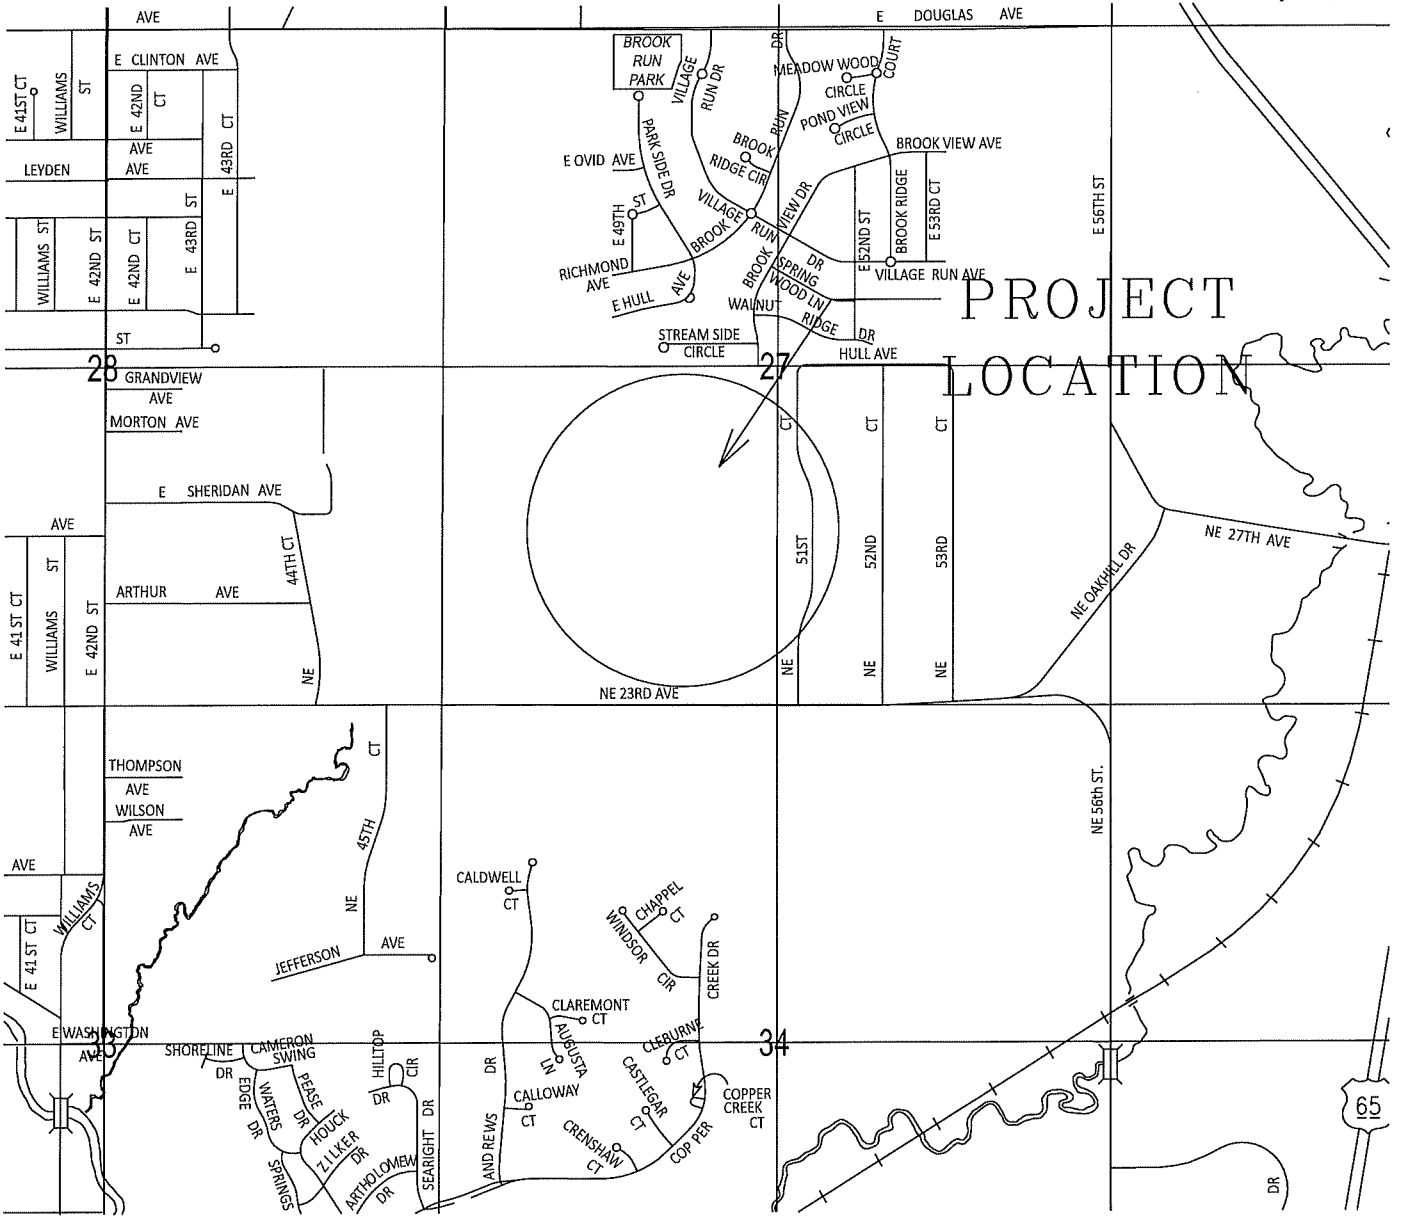 AVE
E DOUGLAS AVE
E CLINTON AVE
E 41ST CT
WILLIAMS
ST
E 42ND
CT
E 43RD CT
AVE
LEYDEN
AVE
WILLIAMS ST
E 42ND ST
E 42ND CT
E 43RD ST
ST
28
GRANDVIEW
AVE
MORTON AVE
E SHERIDAN AVE
AVE
44TH CT
NE
ARTHUR AVE
E 41 ST CT
WILLIAMS
ST
E 42ND ST
BROOK
RUN
PARK
VILLAGE
RUN DR
DR
RUN
MEADOW WOOD
CIRCLE
COURT
POND VIEW
CIRCLE
BROOK VIEW AVE
BROOK
RIDGE CIR
E OVID AVE
PARK SIDE DR
E 49TH
ST
VILLAGE
RUN
DR
BROOK
VIEW DR
BROOK
E 52ND ST
BROOK RIDGE
E 53RD CT
E 56TH ST
RICHMOND
AVE
E HULL
AVE
SPRING
WOOD LN
VILLAGE RUN AVE
WALNUT
RIDGE
DR
STREAM SIDE
CIRCLE
HULL AVE
PROJECT
LOCATION
27
CT
51ST
NE
CT
52ND
NE
CT
53RD
NE
NE 27TH AVE
NE OAKHILL DR
NE 23RD AVE
THOMPSON
AVE
WILSON
AVE
CT
45TH
NE
AVE
WILLIAMS
CT
E 41 ST CT
JEFFERSON
AVE
E WASHINGTON
AVE
33
CALDWELL
CT
CHAPPEL
CT
WINDSOR
CIR
CREEK DR
NE 56th ST.
CLAREMONT
CT
AUGUSTA
LN
CLEBURNE
CT
34
SHORELINE
DR
CAMERON
SWING
HILLTOP
CIR
DR
EDGE DR
WATERS
PEASE
DR
HOUCK
ZILKER
DR
SPRINGS
ARTHOLOMEW
DR
SEARIGHT DR
ANDREWS
DR
CALLOWAY
CT
CASTLEGAR
CT
CRENSHAW
CT
COPPER
COPPER
CREEK
CT
65
DR